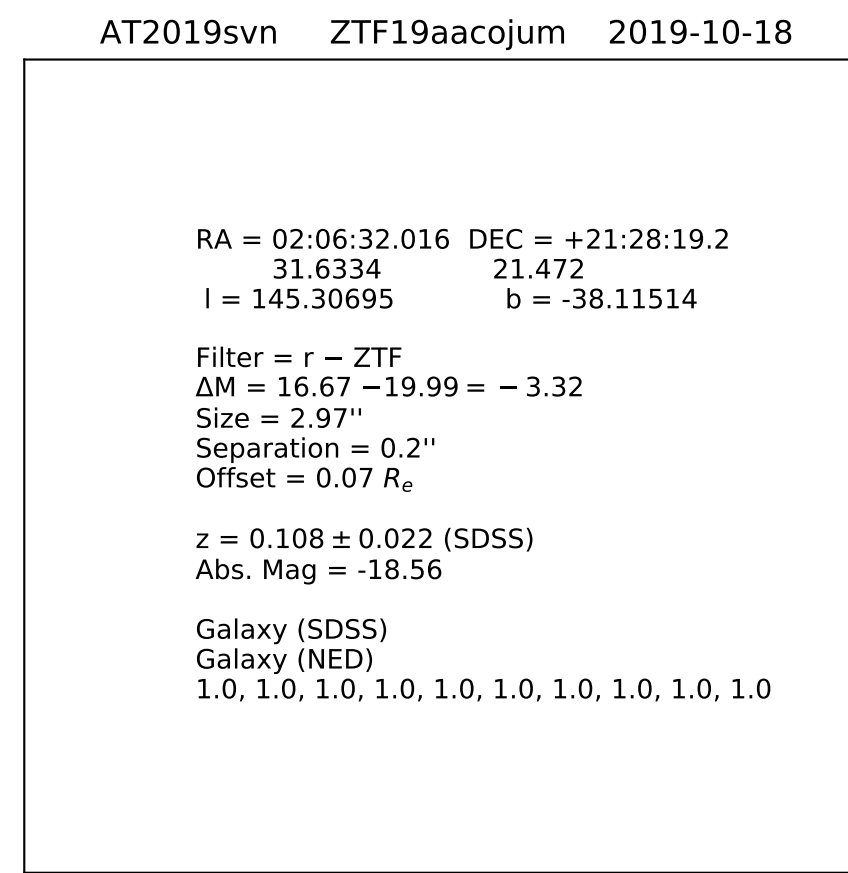 AT2019svn ZTF19aacojum 2019-10-18
RA = 02:06:32.016 DEC = +21:28:19.2
31.6334 21.472
l = 145.30695 b = -38.11514
Filter = r − ZTF
ΔM = 16.67 −19.99 = − 3.32
Size = 2.97''
Separation = 0.2''
Offset = 0.07 Rₑ
z = 0.108 ± 0.022 (SDSS)
Abs. Mag = -18.56
Galaxy (SDSS)
Galaxy (NED)
1.0, 1.0, 1.0, 1.0, 1.0, 1.0, 1.0, 1.0, 1.0, 1.0